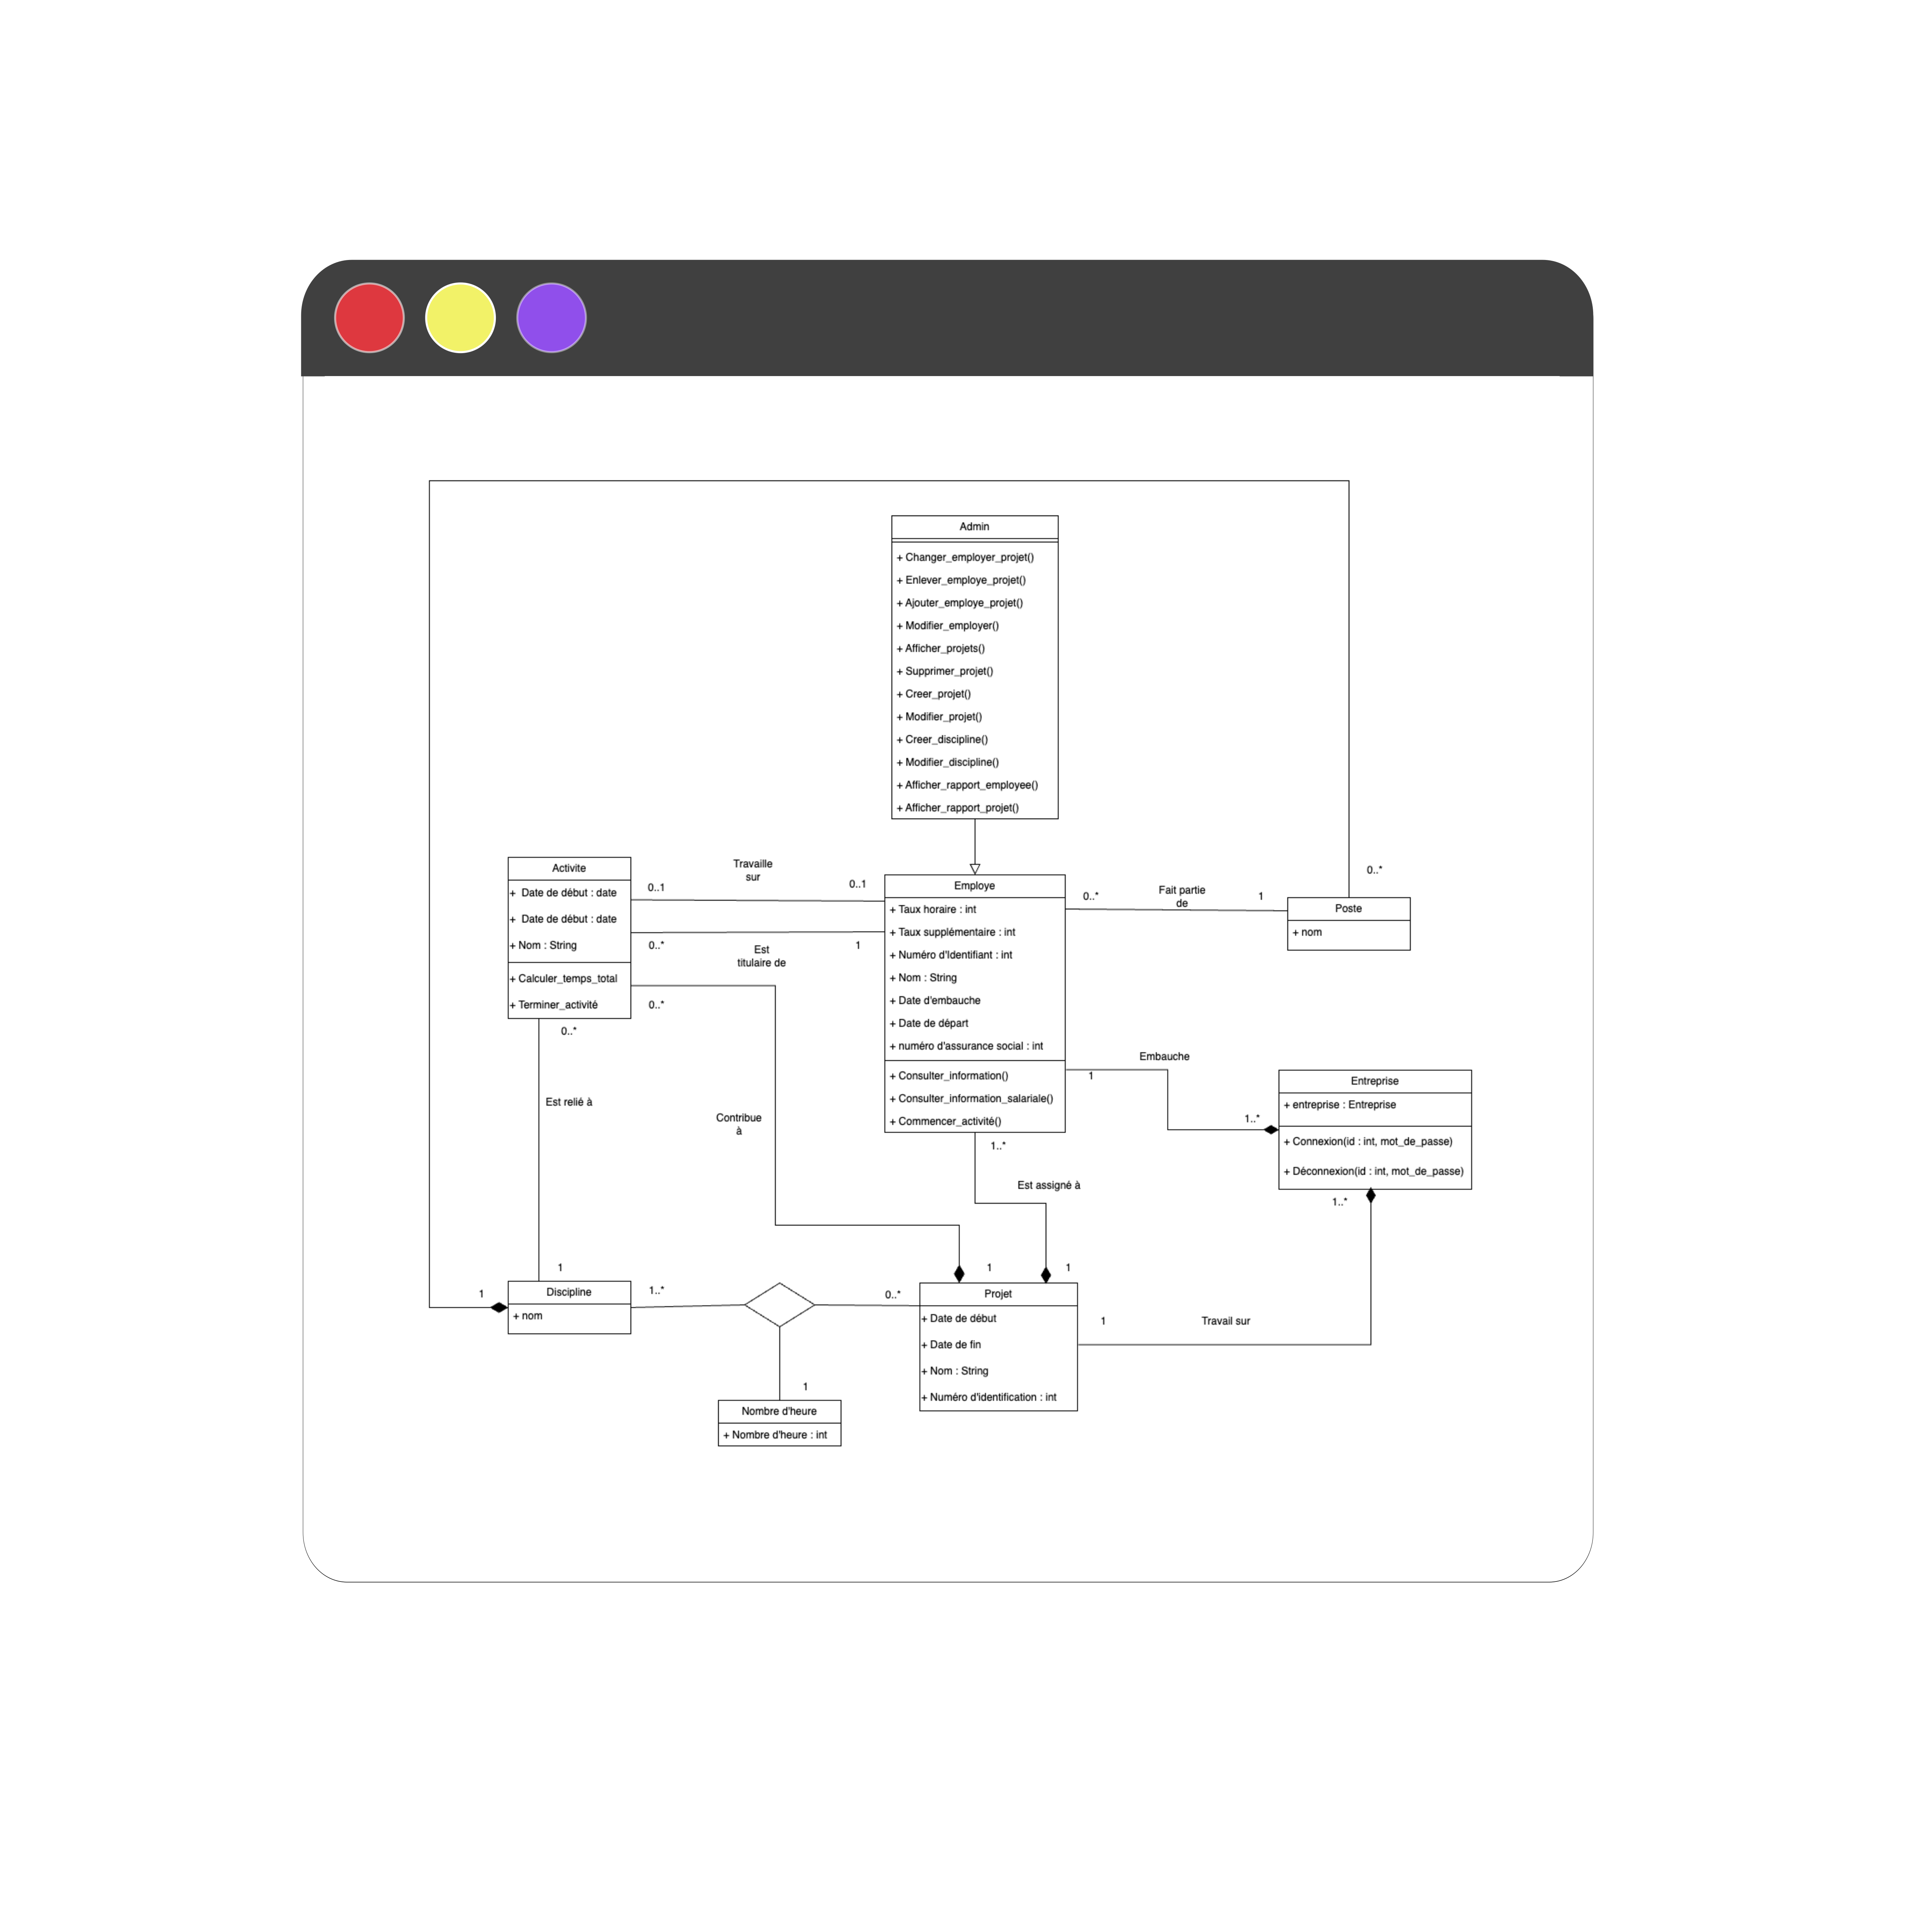 Admin
+ Changer_employer_projet()
+ Enlever_employe_projet()
+ Ajouter_employe_projet()
+ Modifier_employer()
+ Afficher_projets()
+ Supprimer_projet()
+ Creer_projet()
+ Modifier_projet()
+ Creer_discipline()
+ Modifier_discipline()
+ Afficher_rapport_employee()
+ Afficher_rapport_projet()
Activite
+ Date de début : date
+ Date de début : date
+ Nom : String
+ Calculer_temps_total
+ Terminer_activité
Travaille
sur
0..1
0..1
0..*
Est
titulaire de
1
0..*
0..*
Employe
+ Taux horaire : int
+ Taux supplémentaire : int
+ Numéro d'Identifiant : int
+ Nom : String
+ Date d'embauche
+ Date de départ
+ numéro d'assurance social : int
+ Consulter_information()
+ Consulter_information_salariale()
+ Commencer_activité()
0..*
Fait partie
de
1
0..*
Poste
+ nom
Embauche
1
1..*
Entreprise
+ entreprise : Entreprise
+ Connexion(id : int, mot_de_passe)
+ Déconnexion(id : int, mot_de_passe)
1..*
Est relié à
Contribue
à
1..*
Est assigné à
1
1
1
1
Discipline
+ nom
1..*
0..*
Projet
+ Date de début
+ Date de fin
+ Nom : String
+ Numéro d'identification : int
1
Travail sur
1
Nombre d'heure
+ Nombre d'heure : int